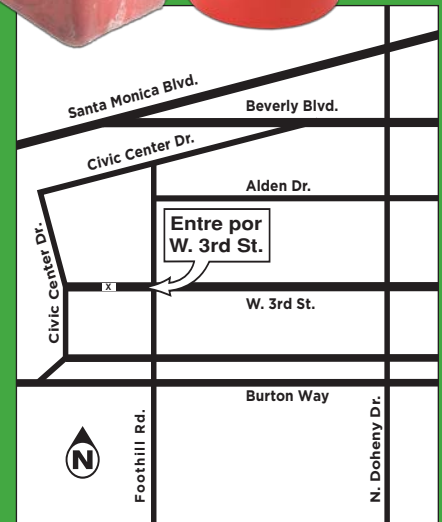 Santa Monica Blvd.
Beverly Blvd.
Civic Center Dr.
Alden Dr.
Entre por
W. 3rd St.
Civic Center Dr.
X
W. 3rd St.
Burton Way
Foothill Rd.
N. Doheny Dr.
N